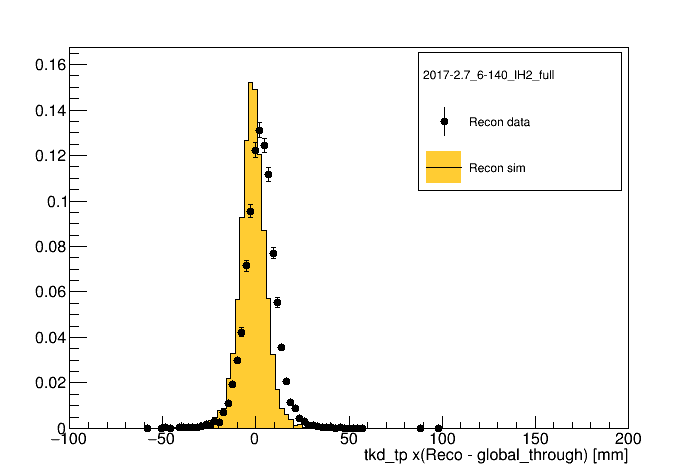 0.16
0.14
0.12
0.1
0.08
0.06
0.04
0.02
0
2017-2.7_6-140_IH2_full
Recon data
Recon sim
−100 −50 0 50 100 150 200
tkd_tp x(Reco - global_through) [mm]